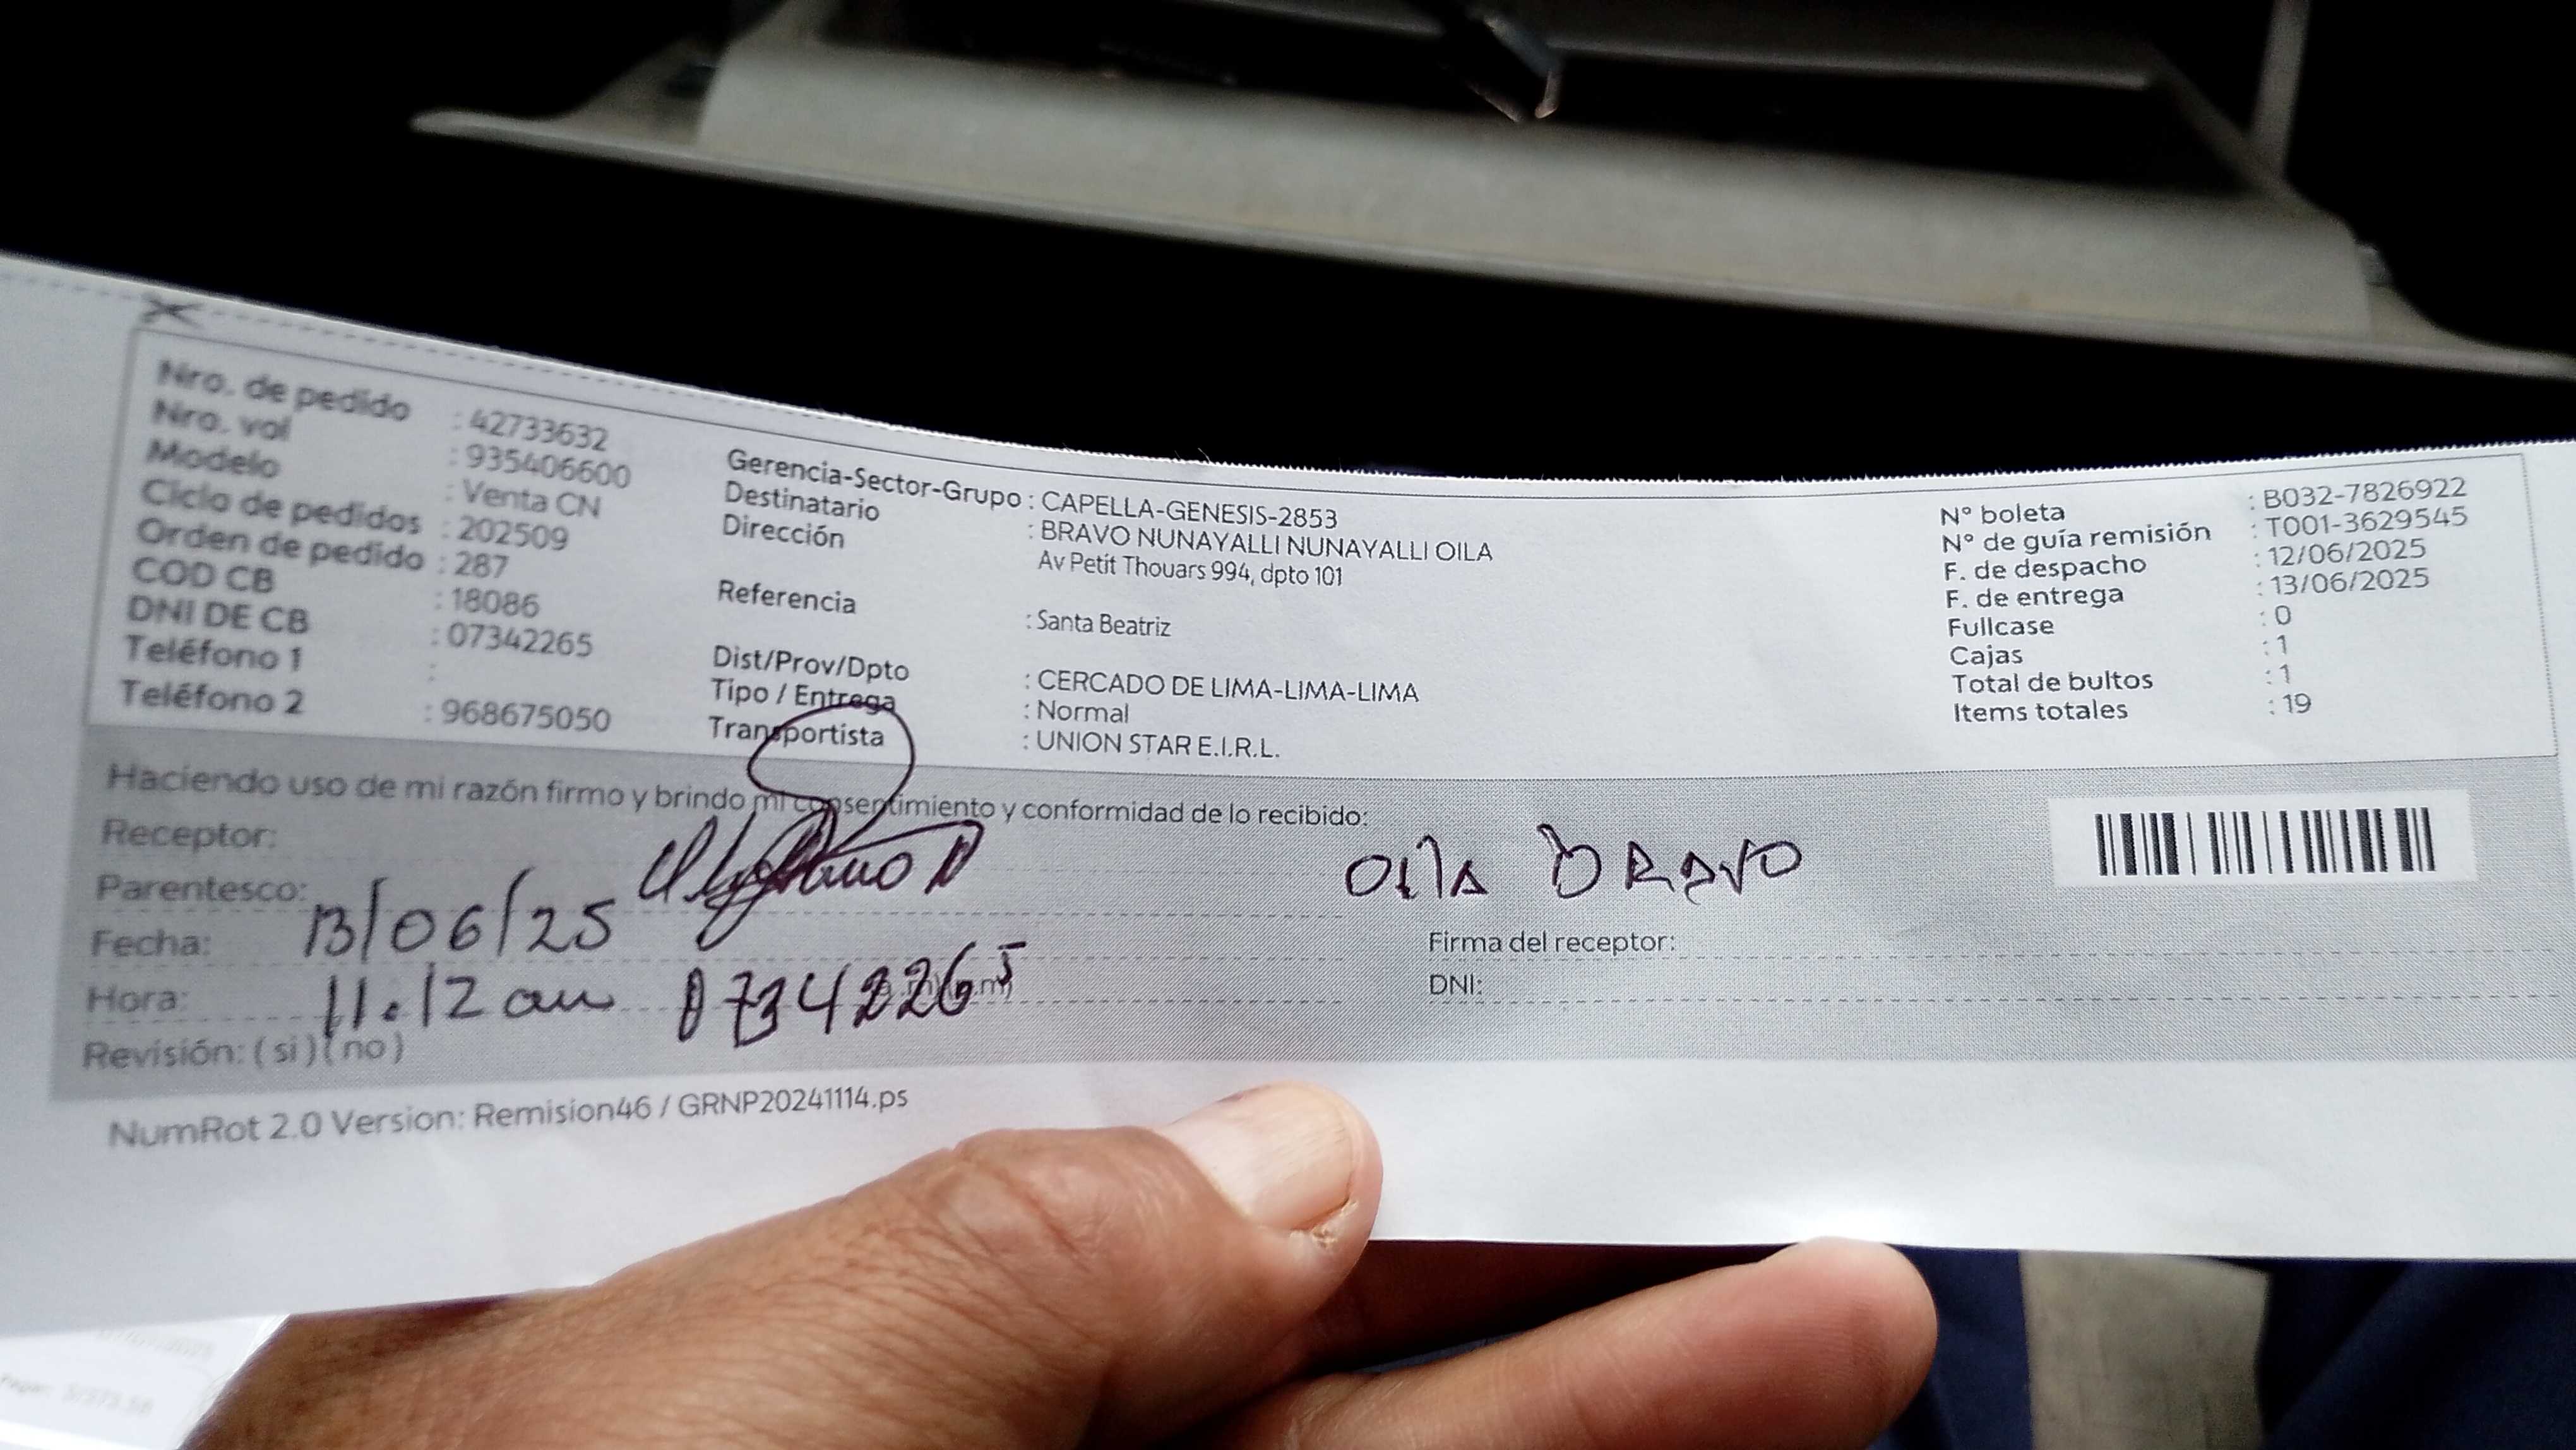 Nro. de pedido : 42733632
Nro. vol : 935406600
Modelo : Venta CN
Ciclo de pedidos : 202509
Orden de pedido : 287
COD CB : 18086
DNI DE CB : 07342265
Teléfono 1 :
Teléfono 2 : 968675050
Gerencia-Sector-Grupo : CAPELLA-GENESIS-2853
Destinatario : BRAVO NUNAYALLI NUNAYALLI OILA
Dirección Av Petit Thouars 994, dpto 101
Referencia : Santa Beatriz
Dist/Prov/Dpto : CERCADO DE LIMA-LIMA-LIMA
Tipo / Entrega : Normal
Transportista : UNION STAR E.I.R.L.
N° boleta : B032-7826922
N° de guía remisión : T001-3629545
F. de despacho : 12/06/2025
F. de entrega : 13/06/2025
Fullcase : 0
Cajas : 1
Total de bultos : 1
Items totales : 19
Haciendo uso de mi razón firmo y brindo mi consentimiento y conformidad de lo recibido:
Receptor:
Parentesco:
Fecha: 13/06/25
Hora: 11.12 am 07342265
Revisión: ( si ) ( no )
OilA BRAVO
Firma del receptor:
DNI:
NumRot 2.0 Version: Remision46 / GRNP20241114.ps